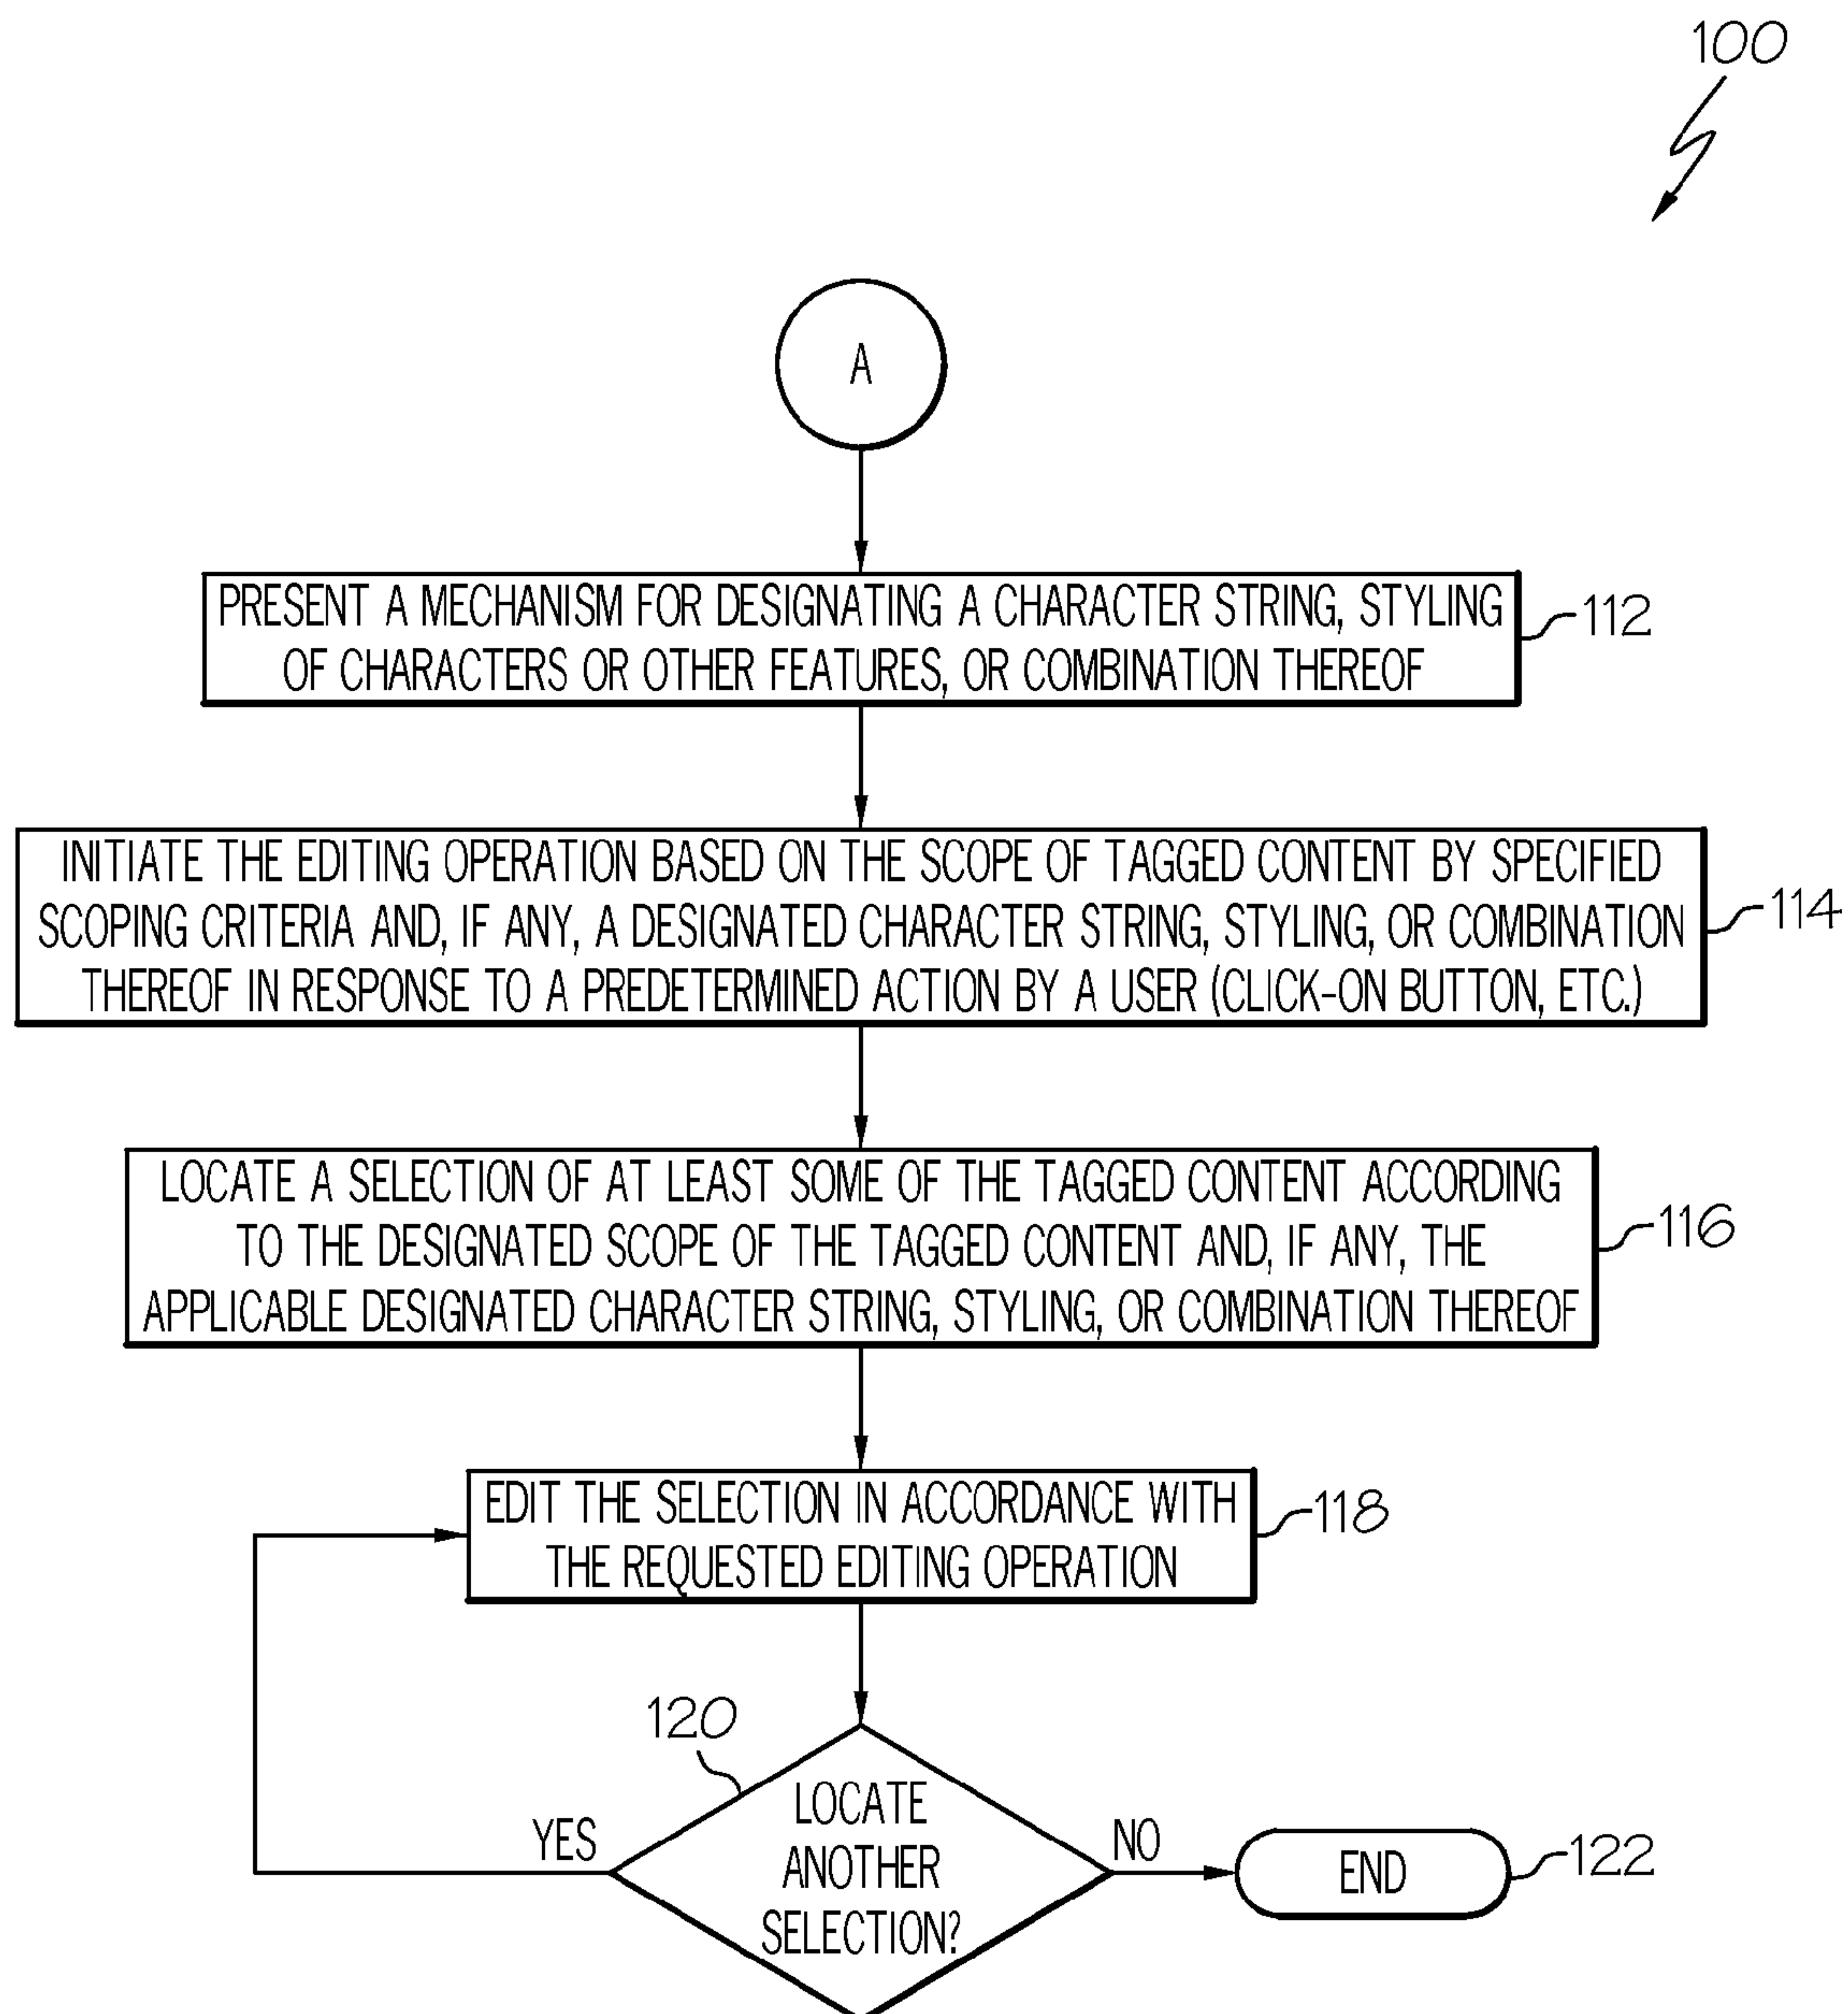 100
A
PRESENT A MECHANISM FOR DESIGNATING A CHARACTER STRING, STYLING
OF CHARACTERS OR OTHER FEATURES, OR COMBINATION THEREOF
112
INITIATE THE EDITING OPERATION BASED ON THE SCOPE OF TAGGED CONTENT BY SPECIFIED
SCOPING CRITERIA AND, IF ANY, A DESIGNATED CHARACTER STRING, STYLING, OR COMBINATION
THEREOF IN RESPONSE TO A PREDETERMINED ACTION BY A USER (CLICK-ON BUTTON, ETC.)
114
LOCATE A SELECTION OF AT LEAST SOME OF THE TAGGED CONTENT ACCORDING
TO THE DESIGNATED SCOPE OF THE TAGGED CONTENT AND, IF ANY, THE
APPLICABLE DESIGNATED CHARACTER STRING, STYLING, OR COMBINATION THEREOF
116
EDIT THE SELECTION IN ACCORDANCE WITH
THE REQUESTED EDITING OPERATION
118
120
LOCATE
ANOTHER
SELECTION?
YES
NO
END
122